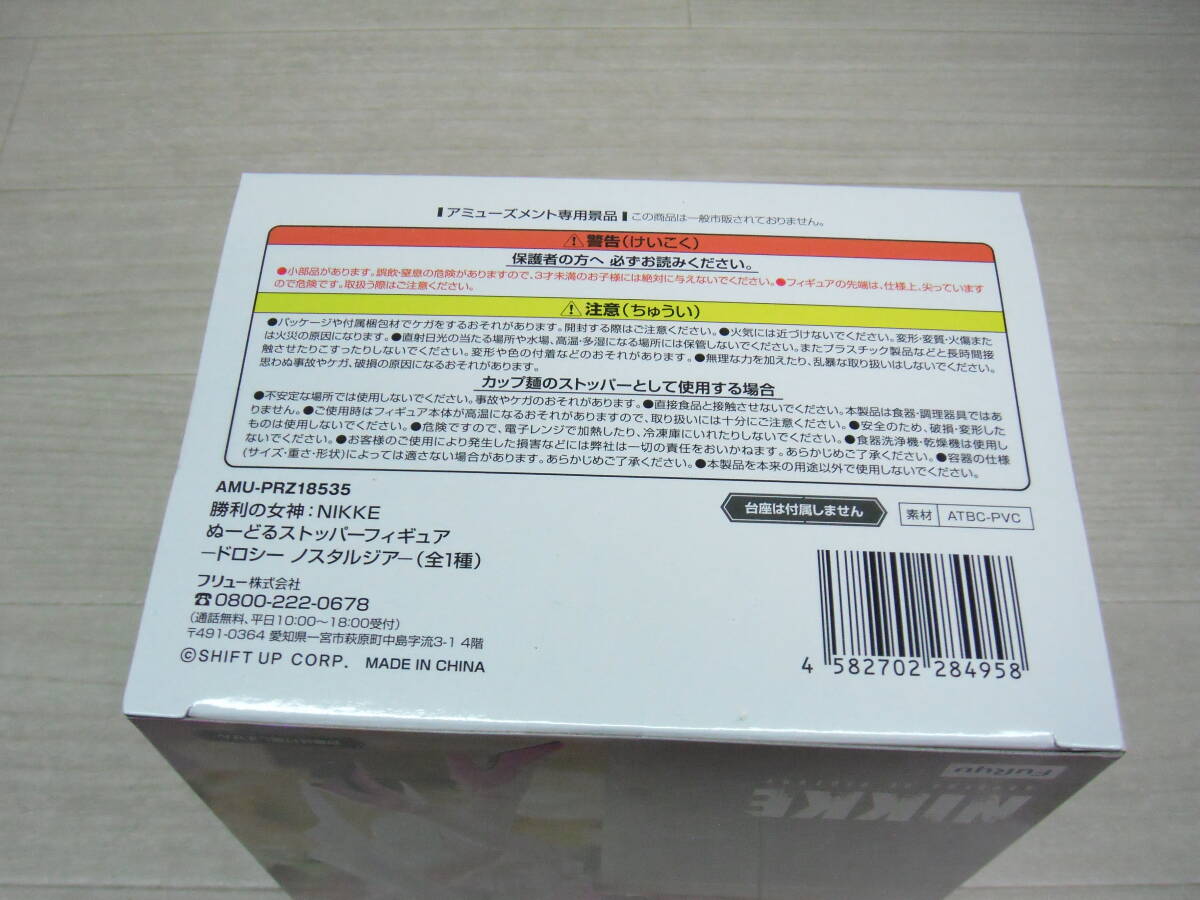 アミューズメント専用景品 この商品は一般市販されておりません。
⚠警告(けいこく)
保護者の方へ 必ずお読みください。
●小部品があります。誤飲・窒息の危険がありますので、3才未満のお子様には絶対に与えないでください。●フィギュアの先端は、仕様上、尖っています
ので危険です。取扱う際はご注意ください。
⚠注意(ちゅうい)
●パッケージや付属梱包材でケガをするおそれがあります。開封する際はご注意ください。●火気には近づけないでください。変形・変質・火傷また
は火災の原因になります。●直射日光の当たる場所や水場、高温・多湿になる場所には保管しないでください。またプラスチック製品などと長時間接
触させたりこすったりしないでください。変形や色の付着などのおそれがあります。●無理な力を加えたり、乱暴な取り扱いはしないでください。
思わぬ事故やケガ、破損の原因になるおそれがあります。
カップ麺のストッパーとして使用する場合
●不安定な場所では使用しないでください。事故やケガのおそれがあります。●直接食品と接触させないでください。本製品は食器・調理器具ではあ
りません。●ご使用時はフィギュア本体が高温になるおそれがありますので、取り扱いには十分にご注意ください。●安全のため、破損・変形した
ものは使用しないでください。●危険ですので、電子レンジで加熱したり、冷凍庫にいれたりしないでください。●食器洗浄機・乾燥機は使用し
ないでください。●お客様のご使用により発生した損害などには弊社は一切の責任をおいかねます。あらかじめご了承ください。●容器の仕様
(サイズ・重さ・形状)によっては適さない場合があります。あらかじめご了承ください。●本製品を本来の用途以外で使用しないでください。
AMU-PRZ18535
勝利の女神:NIKKE
ぬーどるストッパーフィギュア
ードロシー ノスタルジアー(全1種)
台座は付属しません
素材 ATBC-PVC
フリュー株式会社
☎0800-222-0678
(通話無料、平日10:00〜18:00受付)
〒491-0364 愛知県一宮市萩原町中島字流3-1 4階
©SHIFT UP CORP. MADE IN CHINA
4 582702 284958
FuRyu
NIKKE